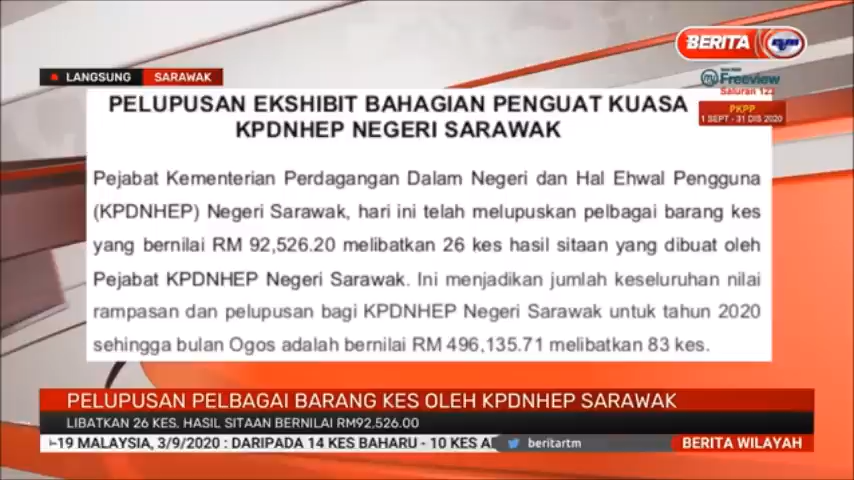 BERITA
LANGSUNG SARAWAK
Freeview
Saluran 123
PKPP
1 SEPT - 31 DIS 2020
PELUPUSAN EKSHIBIT BAHAGIAN PENGUAT KUASA
KPDNHEP NEGERI SARAWAK
Pejabat Kementerian Perdagangan Dalam Negeri dan Hal Ehwal Pengguna
(KPDNHEP) Negeri Sarawak, hari ini telah melupuskan pelbagai barang kes
yang bernilai RM 92,526.20 melibatkan 26 kes hasil sitaan yang dibuat oleh
Pejabat KPDNHEP Negeri Sarawak. Ini menjadikan jumlah keseluruhan nilai
rampasan dan pelupusan bagi KPDNHEP Negeri Sarawak untuk tahun 2020
sehingga bulan Ogos adalah bernilai RM 496,135.71 melibatkan 83 kes.
PELUPUSAN PELBAGAI BARANG KES OLEH KPDNHEP SARAWAK
LIBATKAN 26 KES, HASIL SITAAN BERNILAI RM92,526.00
-19 MALAYSIA, 3/9/2020 : DARIPADA 14 KES BAHARU - 10 KES A beritartm BERITA WILAYAH